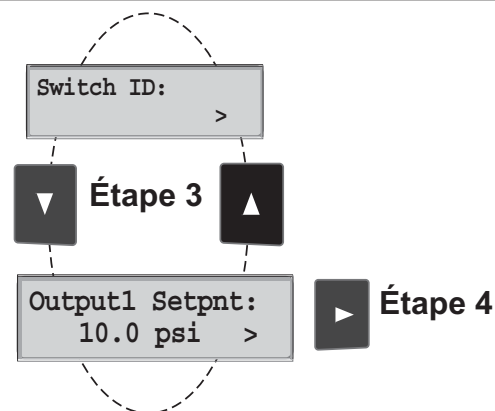 Switch ID:
>
Étape 3
Output1 Setpnt:
10.0 psi >
Étape 4